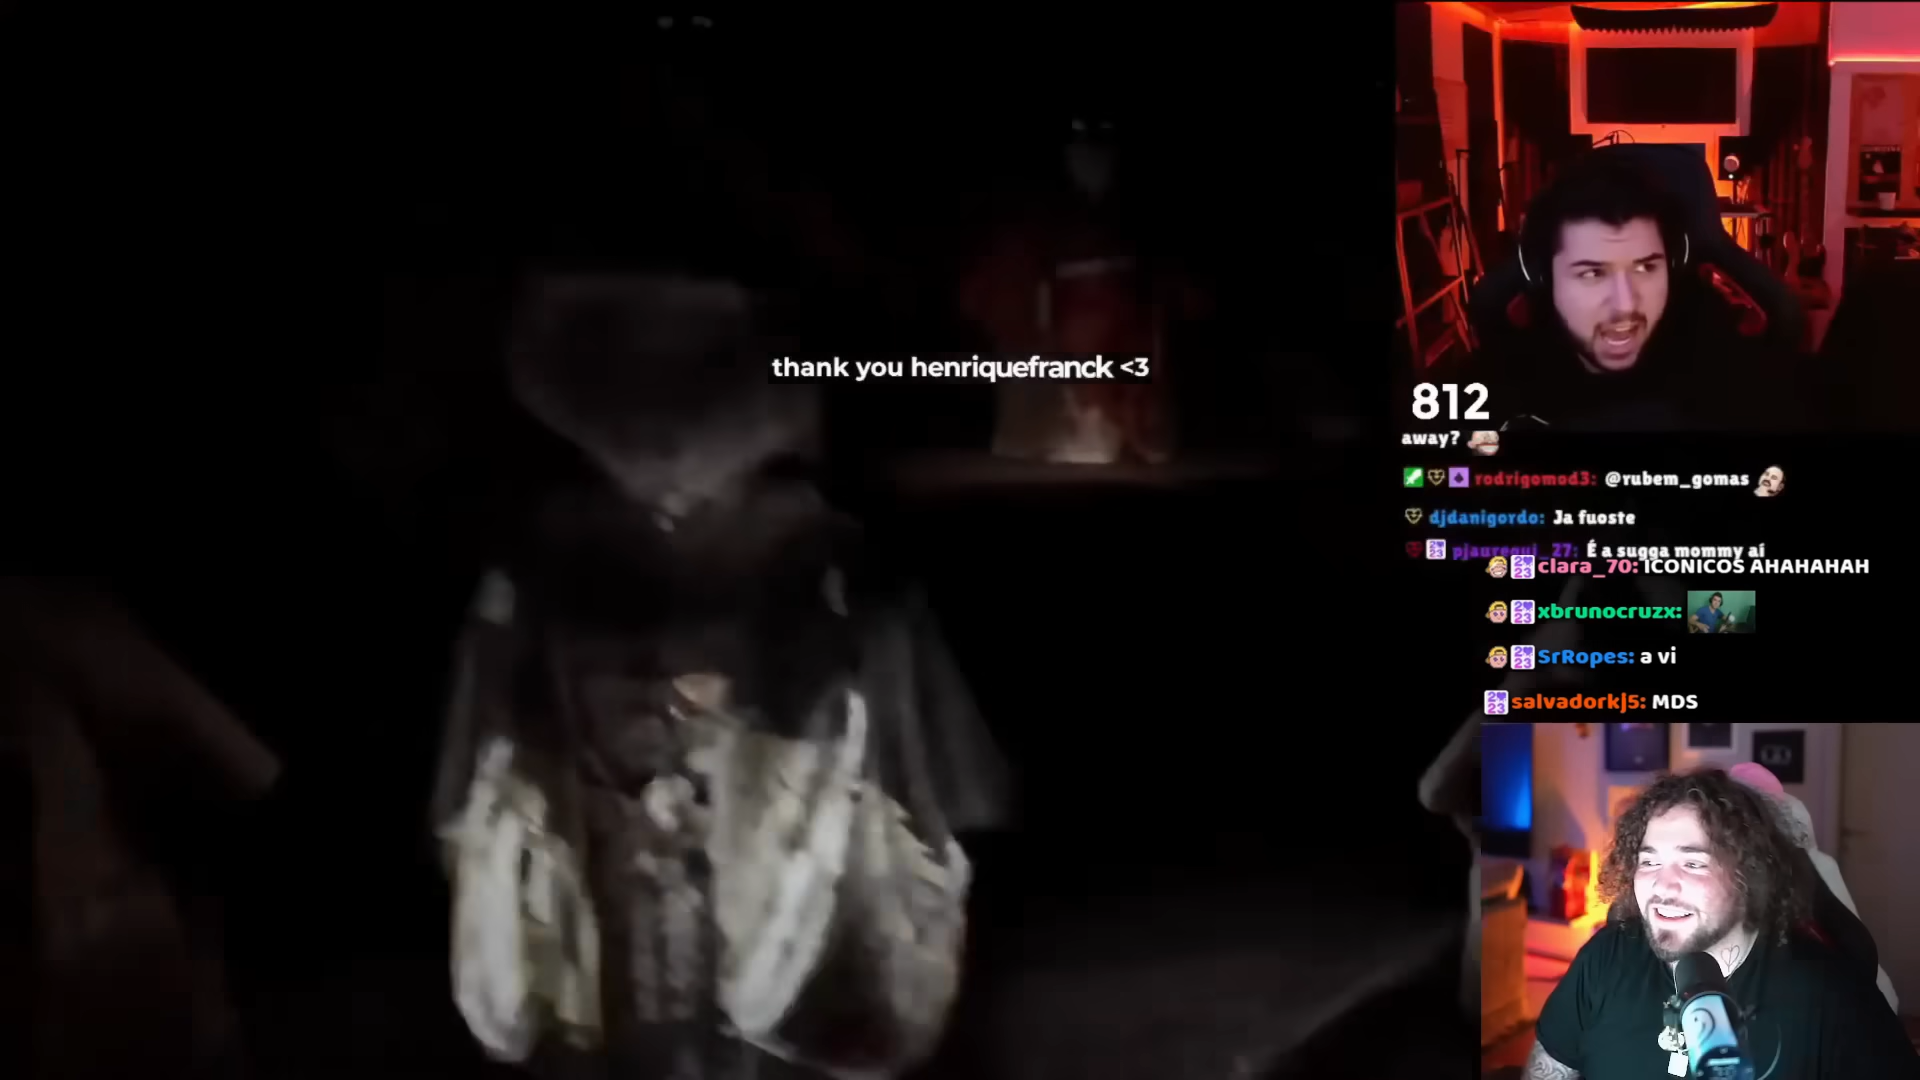 thank you henriquefranck <3
812
away?
rodrigomod3: @rubem_gomas
djdanigordo: Ja fuoste
pjauregui_27: É a sugga mommy aí
clara_70: ICONICOS AHAHAHAH
xbrunocruzx:
SrRopes: a vi
salvadorkj5: MDS